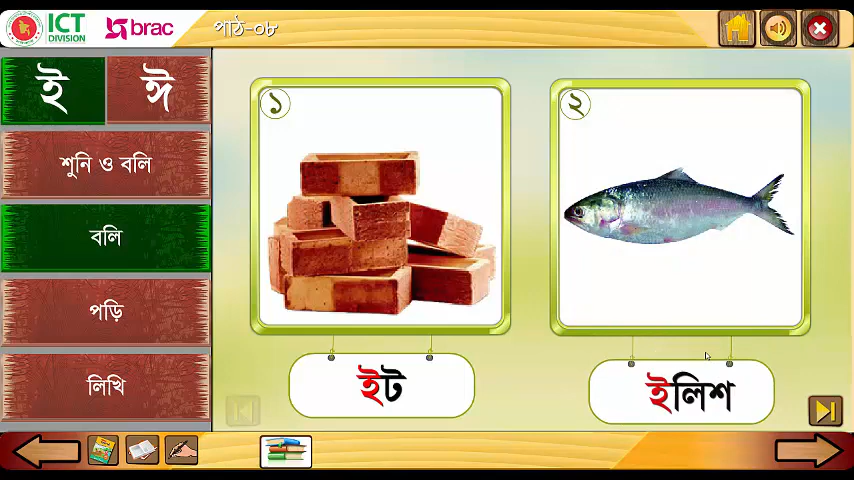 ICT
DIVISION
brac
পাঠ-০৮
ই
ঈ
শুনি ও বলি
বলি
পড়ি
লিখি
১
২
ইট
ইলিশ